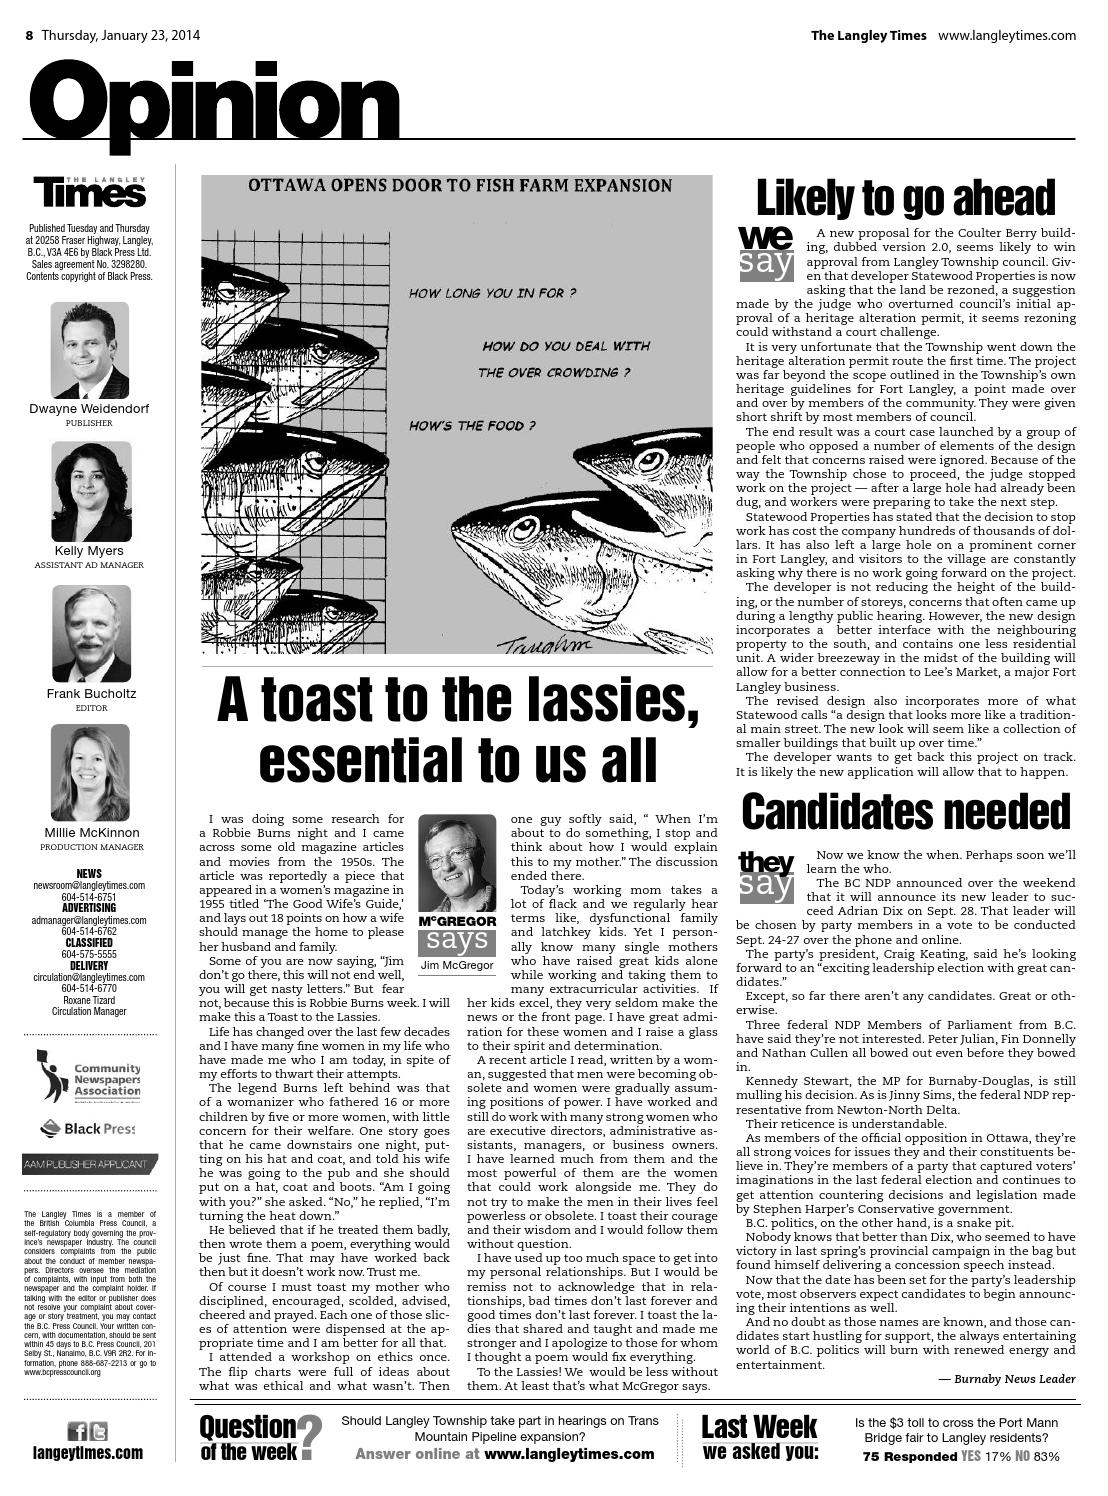 8 Thursday, January 23, 2014
The Langley Times www.langleytimes.com
Opinion
THE LANGLEY
Times
Published Tuesday and Thursday
at 20258 Fraser Highway, Langley,
B.C., V3A 4E6 by Black Press Ltd.
Sales agreement No. 3298280.
Contents copyright of Black Press.
Dwayne Weidendorf
PUBLISHER
Kelly Myers
ASSISTANT AD MANAGER
Frank Bucholtz
EDITOR
Millie McKinnon
PRODUCTION MANAGER
NEWS
newsroom@langleytimes.com
604-514-6751
ADVERTISING
admanager@langleytimes.com
604-514-6762
CLASSIFIED
604-575-5555
DELIVERY
circulation@langleytimes.com
604-514-6770
Roxane Tizard
Circulation Manager
Community
Newspapers
Association
Black Press
AAM PUBLISHER APPLICANT
The Langley Times is a member of
the British Columbia Press Council, a
self-regulatory body governing the prov-
ince's newspaper industry. The council
considers complaints from the public
about the conduct of member newspa-
pers. Directors oversee the mediation
of complaints, with input from both the
newspaper and the complaint holder. If
talking with the editor or publisher does
not resolve your complaint about cover-
age or story treatment, you may contact
the B.C. Press Council. Your written con-
cern, with documentation, should be sent
within 45 days to B.C. Press Council, 201
Selby St., Nanaimo, B.C. V9R 2R2. For in-
formation, phone 888-687-2213 or go to
www.bcpresscouncil.org
langeytimes.com
OTTAWA OPENS DOOR TO FISH FARM EXPANSION
HOW LONG YOU IN FOR ?
HOW DO YOU DEAL WITH
THE OVER CROWDING ?
HOW'S THE FOOD ?
A toast to the lassies,
essential to us all
I was doing some research for
a Robbie Burns night and I came
across some old magazine articles
and movies from the 1950s. The
article was reportedly a piece that
appeared in a women's magazine in
1955 titled 'The Good Wife's Guide,'
and lays out 18 points on how a wife
should manage the home to please
her husband and family.
Some of you are now saying, "Jim
don't go there, this will not end well,
you will get nasty letters." But fear
not, because this is Robbie Burns week. I will
make this a Toast to the Lassies.
Life has changed over the last few decades
and I have many fine women in my life who
have made me who I am today, in spite of
my efforts to thwart their attempts.
The legend Burns left behind was that
of a womanizer who fathered 16 or more
children by five or more women, with little
concern for their welfare. One story goes
that he came downstairs one night, put-
ting on his hat and coat, and told his wife
he was going to the pub and she should
put on a hat, coat and boots. "Am I going
with you?" she asked. "No," he replied, "I'm
turning the heat down."
He believed that if he treated them badly,
then wrote them a poem, everything would
be just fine. That may have worked back
then but it doesn't work now. Trust me.
Of course I must toast my mother who
disciplined, encouraged, scolded, advised,
cheered and prayed. Each one of those slic-
es of attention were dispensed at the ap-
propriate time and I am better for all that.
I attended a workshop on ethics once.
The flip charts were full of ideas about
what was ethical and what wasn't. Then
McGREGOR
says
Jim McGregor
one guy softly said, " When I'm
about to do something, I stop and
think about how I would explain
this to my mother." The discussion
ended there.
Today's working mom takes a
lot of flack and we regularly hear
terms like, dysfunctional family
and latchkey kids. Yet I person-
ally know many single mothers
who have raised great kids alone
while working and taking them to
many extracurricular activities. If
her kids excel, they very seldom make the
news or the front page. I have great admi-
ration for these women and I raise a glass
to their spirit and determination.
A recent article I read, written by a wom-
an, suggested that men were becoming ob-
solete and women were gradually assum-
ing positions of power. I have worked and
still do work with many strong women who
are executive directors, administrative as-
sistants, managers, or business owners.
I have learned much from them and the
most powerful of them are the women
that could work alongside me. They do
not try to make the men in their lives feel
powerless or obsolete. I toast their courage
and their wisdom and I would follow them
without question.
I have used up too much space to get into
my personal relationships. But I would be
remiss not to acknowledge that in rela-
tionships, bad times don't last forever and
good times don't last forever. I toast the la-
dies that shared and taught and made me
stronger and I apologize to those for whom
I thought a poem would fix everything.
To the Lassies! We would be less without
them. At least that's what McGregor says.
Likely to go ahead
we
say
A new proposal for the Coulter Berry build-
ing, dubbed version 2.0, seems likely to win
approval from Langley Township council. Giv-
en that developer Statewood Properties is now
asking that the land be rezoned, a suggestion
made by the judge who overturned council's initial ap-
proval of a heritage alteration permit, it seems rezoning
could withstand a court challenge.
It is very unfortunate that the Township went down the
heritage alteration permit route the first time. The project
was far beyond the scope outlined in the Township's own
heritage guidelines for Fort Langley, a point made over
and over by members of the community. They were given
short shrift by most members of council.
The end result was a court case launched by a group of
people who opposed a number of elements of the design
and felt that concerns raised were ignored. Because of the
way the Township chose to proceed, the judge stopped
work on the project — after a large hole had already been
dug, and workers were preparing to take the next step.
Statewood Properties has stated that the decision to stop
work has cost the company hundreds of thousands of dol-
lars. It has also left a large hole on a prominent corner
in Fort Langley, and visitors to the village are constantly
asking why there is no work going forward on the project.
The developer is not reducing the height of the build-
ing, or the number of storeys, concerns that often came up
during a lengthy public hearing. However, the new design
incorporates a better interface with the neighbouring
property to the south, and contains one less residential
unit. A wider breezeway in the midst of the building will
allow for a better connection to Lee's Market, a major Fort
Langley business.
The revised design also incorporates more of what
Statewood calls "a design that looks more like a tradition-
al main street. The new look will seem like a collection of
smaller buildings that built up over time."
The developer wants to get back this project on track.
It is likely the new application will allow that to happen.
Candidates needed
they
say
Now we know the when. Perhaps soon we'll
learn the who.
The BC NDP announced over the weekend
that it will announce its new leader to suc-
ceed Adrian Dix on Sept. 28. That leader will
be chosen by party members in a vote to be conducted
Sept. 24-27 over the phone and online.
The party's president, Craig Keating, said he's looking
forward to an "exciting leadership election with great can-
didates."
Except, so far there aren't any candidates. Great or oth-
erwise.
Three federal NDP Members of Parliament from B.C.
have said they're not interested. Peter Julian, Fin Donnelly
and Nathan Cullen all bowed out even before they bowed
in.
Kennedy Stewart, the MP for Burnaby-Douglas, is still
mulling his decision. As is Jinny Sims, the federal NDP rep-
resentative from Newton-North Delta.
Their reticence is understandable.
As members of the official opposition in Ottawa, they're
all strong voices for issues they and their constituents be-
lieve in. They're members of a party that captured voters'
imaginations in the last federal election and continues to
get attention countering decisions and legislation made
by Stephen Harper's Conservative government.
B.C. politics, on the other hand, is a snake pit.
Nobody knows that better than Dix, who seemed to have
victory in last spring's provincial campaign in the bag but
found himself delivering a concession speech instead.
Now that the date has been set for the party's leadership
vote, most observers expect candidates to begin announc-
ing their intentions as well.
And no doubt as those names are known, and those can-
didates start hustling for support, the always entertaining
world of B.C. politics will burn with renewed energy and
entertainment.
— Burnaby News Leader
Question
of the week
?
Should Langley Township take part in hearings on Trans
Mountain Pipeline expansion?
Answer online at www.langleytimes.com
Last Week
we asked you:
Is the $3 toll to cross the Port Mann
Bridge fair to Langley residents?
75 Responded YES 17% NO 83%